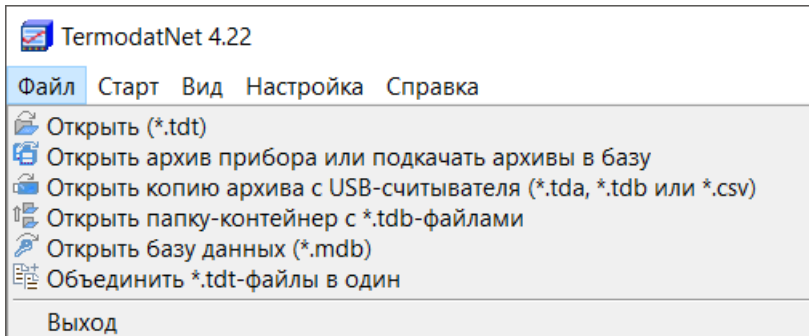 TermodatNet 4.22
Файл Старт Вид Настройка Справка
Открыть (*.tdt)
Открыть архив прибора или подкачать архивы в базу
Открыть копию архива с USB-считывателя (*.tda, *.tdb или *.csv)
Открыть папку-контейнер с *.tdb-файлами
Открыть базу данных (*.mdb)
Объединить *.tdt-файлы в один
Выход